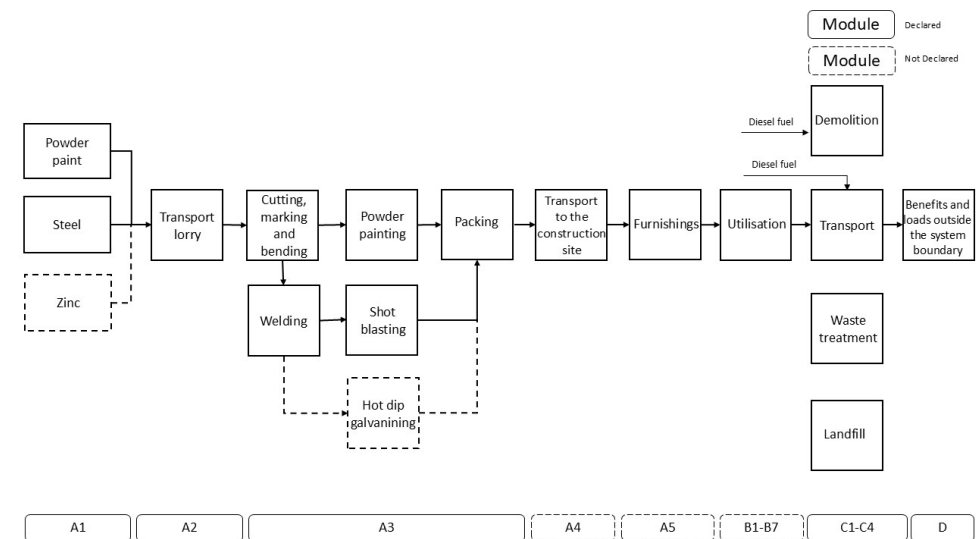 Module
Declared
Module
Not Declared
Diesel fuel
Demolition
Diesel fuel
Powder
paint
Steel
Zinc
Transport
lorry
Cutting,
marking
and
bending
Powder
painting
Packing
Transport
to the
construction
site
Furnishings
Utilisation
Transport
Benefits and
loads outside
the system
boundary
Welding
Shot
blasting
Hot dip
galvanining
Waste
treatment
Landfill
A1
A2
A3
A4
A5
B1-B7
C1-C4
D